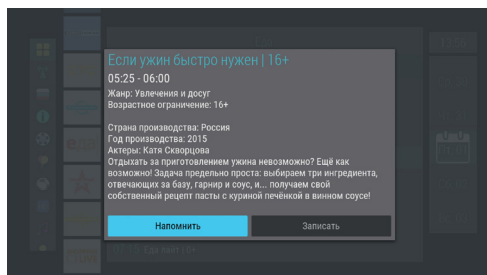 Если ужин быстро нужен | 16+
05:25 - 06:00
Жанр: Увлечения и досуг
Возрастное ограничение: 16+
Страна производства: Россия
Год производства: 2015
Актеры: Катя Скворцова
Отдыхать за приготовлением ужина невозможно? Ещё как
возможно! Задача предельно проста: выбираем три ингредиента,
отвечающих за базу, гарнир и соус, и... получаем свой
собственный рецепт пасты с куриной печёнкой в винном соусе!
Напомнить
Записать